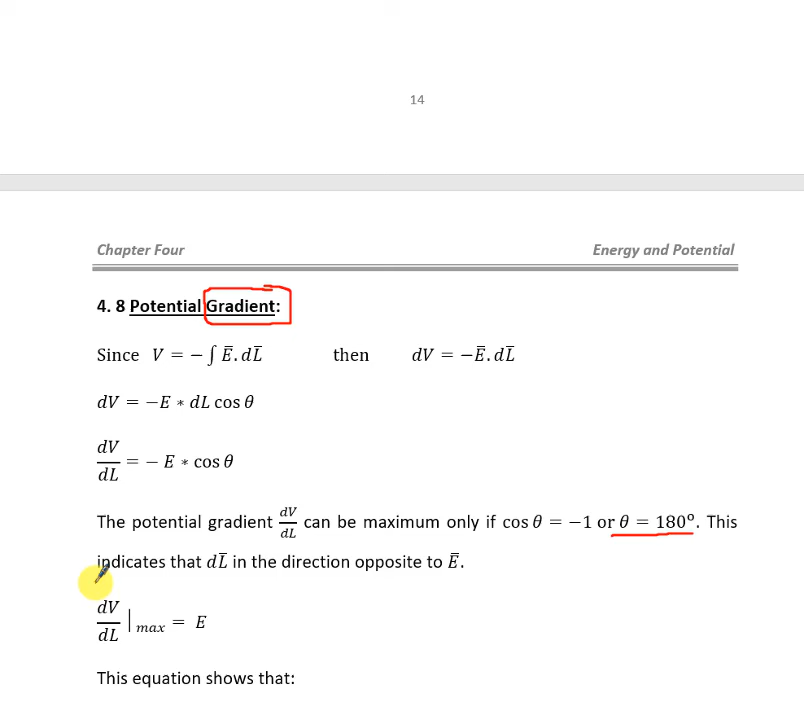 14
Chapter Four Energy and Potential
4. 8 Potential Gradient:
Since V = − ∫ E̅. dL̅ then dV = −E̅. dL̅
dV = −E ∗ dL cos θ
dV/dL = − E ∗ cos θ
The potential gradient dV/dL can be maximum only if cos θ = −1 or θ = 180°. This
indicates that dL̅ in the direction opposite to E̅.
dV/dL |max = E
This equation shows that: